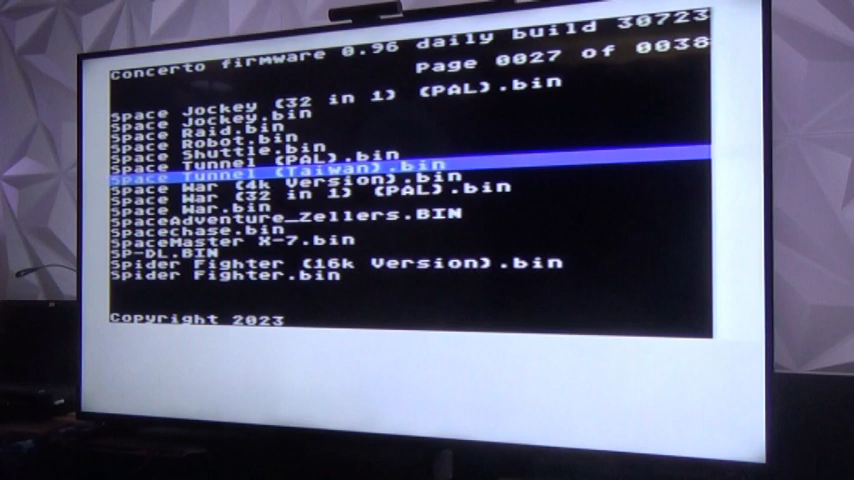 Concerto firmware 0.96 daily build 30723
Page 0027 of 0038
Space Jockey (32 in 1) (PAL).bin
Space Jockey.bin
Space Raid.bin
Space Robot.bin
Space Shuttle.bin
Space Tunnel (PAL).bin
Space Tunnel (Taiwan).bin
Space War (4k Version).bin
Space War (32 in 1) (PAL).bin
Space War.bin
SpaceAdventure_Zellers.BIN
Spacechase.bin
SpaceMaster X-7.bin
SP-DL.BIN
Spider Fighter (16k Version).bin
Spider Fighter.bin
Copyright 2023